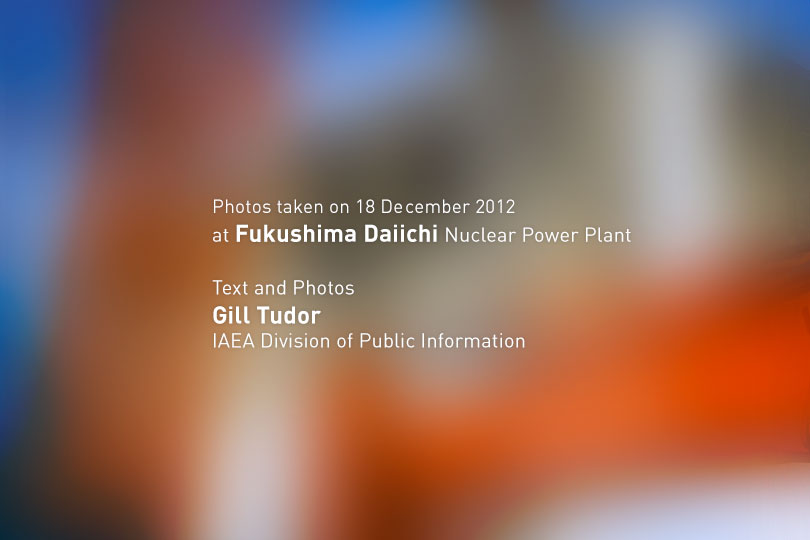 Photos taken on 18 December 2012
at Fukushima Daiichi Nuclear Power Plant
Text and Photos
Gill Tudor
IAEA Division of Public Information